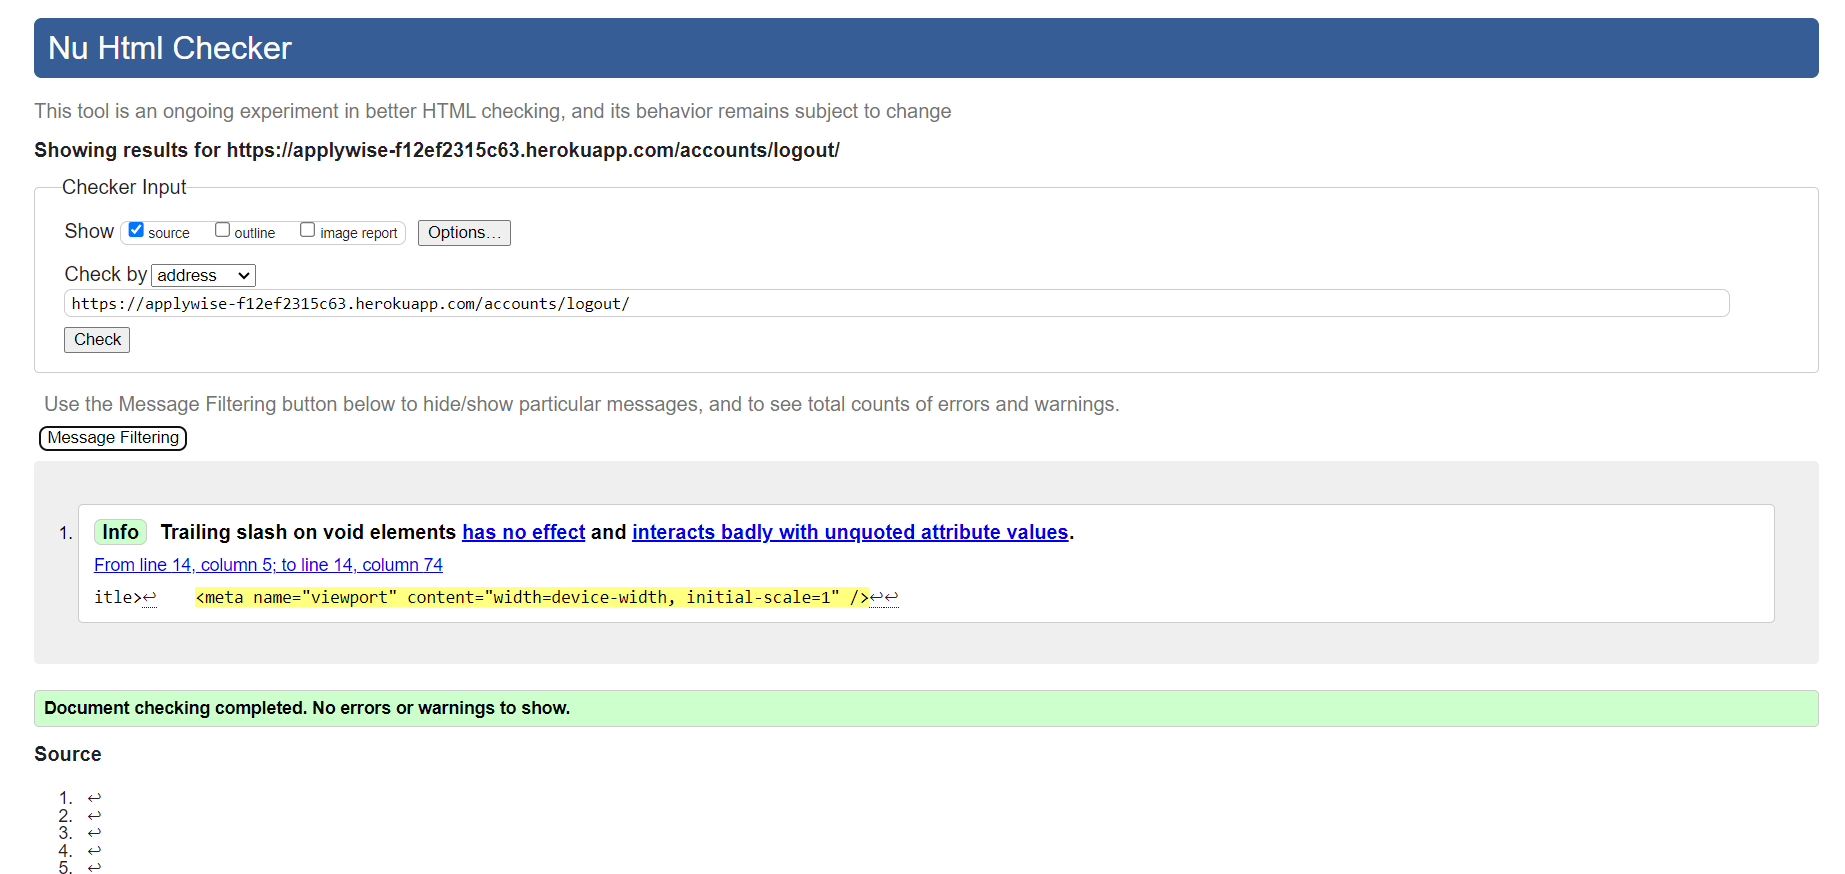 Nu Html Checker
This tool is an ongoing experiment in better HTML checking, and its behavior remains subject to change
Showing results for https://applywise-f12ef2315c63.herokuapp.com/accounts/logout/
Checker Input
Show source outline image report Options...
Check by address
https://applywise-f12ef2315c63.herokuapp.com/accounts/logout/
Check
Use the Message Filtering button below to hide/show particular messages, and to see total counts of errors and warnings.
Message Filtering
1. Info Trailing slash on void elements has no effect and interacts badly with unquoted attribute values.
From line 14, column 5; to line 14, column 74
itle>↩ <meta name="viewport" content="width=device-width, initial-scale=1" />↩↩
Document checking completed. No errors or warnings to show.
Source
1. ↩
2. ↩
3. ↩
4. ↩
5. ↩